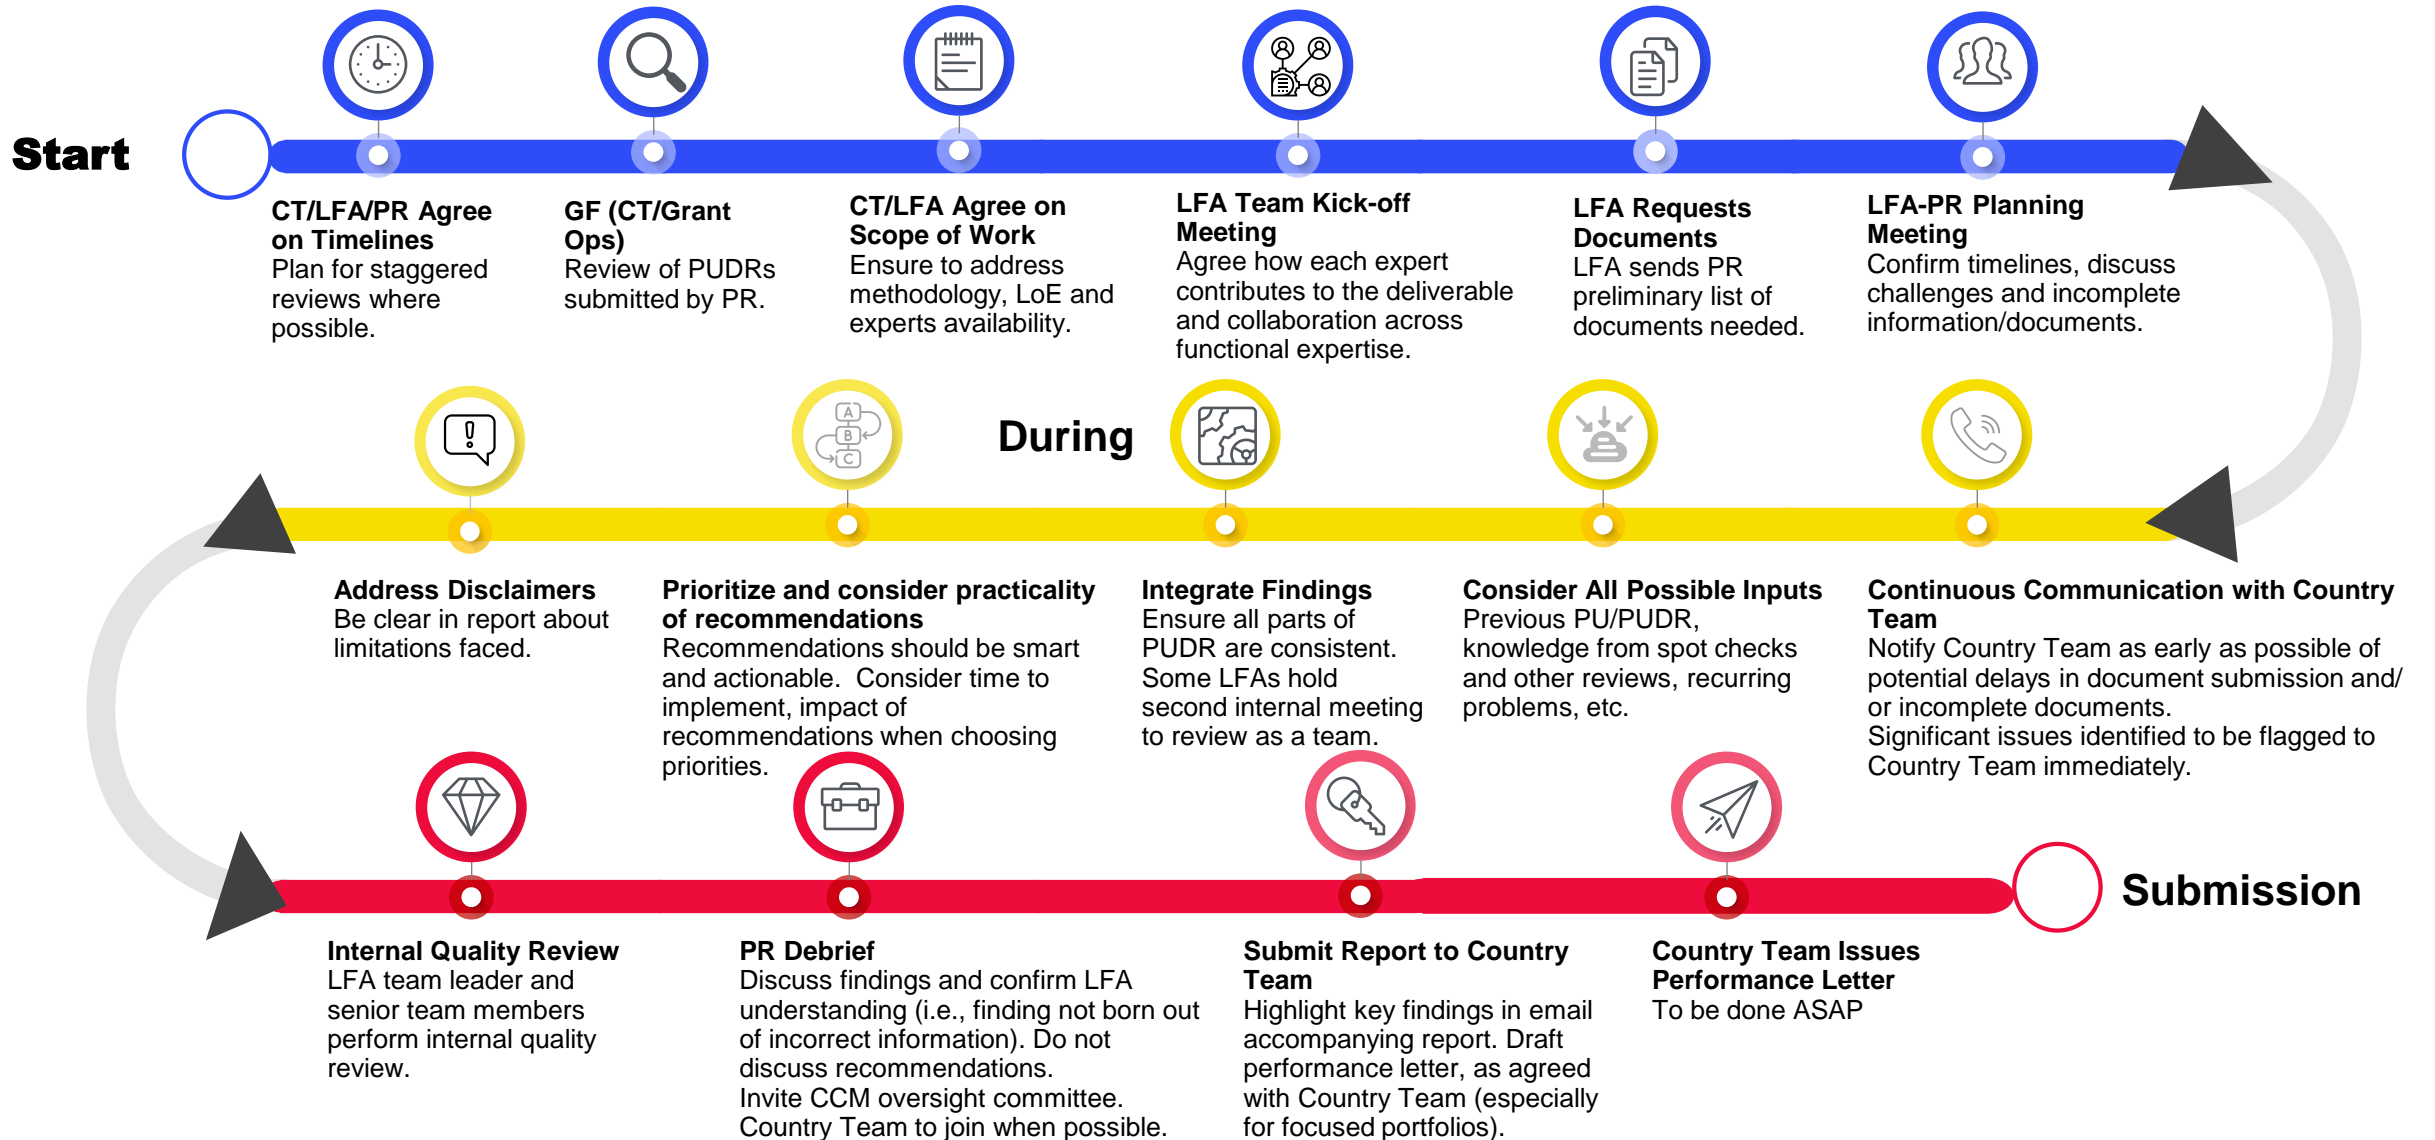 Start
CT/LFA/PR Agree
on Timelines
Plan for staggered
reviews where
possible.
GF (CT/Grant
Ops)
Review of PUDRs
submitted by PR.
CT/LFA Agree on
Scope of Work
Ensure to address
methodology, LoE and
experts availability.
LFA Team Kick-off
Meeting
Agree how each expert
contributes to the deliverable
and collaboration across
functional expertise.
LFA Requests
Documents
LFA sends PR
preliminary list of
documents needed.
LFA-PR Planning
Meeting
Confirm timelines, discuss
challenges and incomplete
information/documents.
During
A
B
C
Address Disclaimers
Be clear in report about
limitations faced.
Prioritize and consider practicality
of recommendations
Recommendations should be smart
and actionable.  Consider time to
implement, impact of
recommendations when choosing
priorities.
Integrate Findings
Ensure all parts of
PUDR are consistent.
Some LFAs hold
second internal meeting
to review as a team.
Consider All Possible Inputs
Previous PU/PUDR,
knowledge from spot checks
and other reviews, recurring
problems, etc.
Continuous Communication with Country
Team
Notify Country Team as early as possible of
potential delays in document submission and/
or incomplete documents.
Significant issues identified to be flagged to
Country Team immediately.
Submission
Internal Quality Review
LFA team leader and
senior team members
perform internal quality
review.
PR Debrief
Discuss findings and confirm LFA
understanding (i.e., finding not born out
of incorrect information). Do not
discuss recommendations.
Invite CCM oversight committee.
Country Team to join when possible.
Submit Report to Country
Team
Highlight key findings in email
accompanying report. Draft
performance letter, as agreed
with Country Team (especially
for focused portfolios).
Country Team Issues
Performance Letter
To be done ASAP